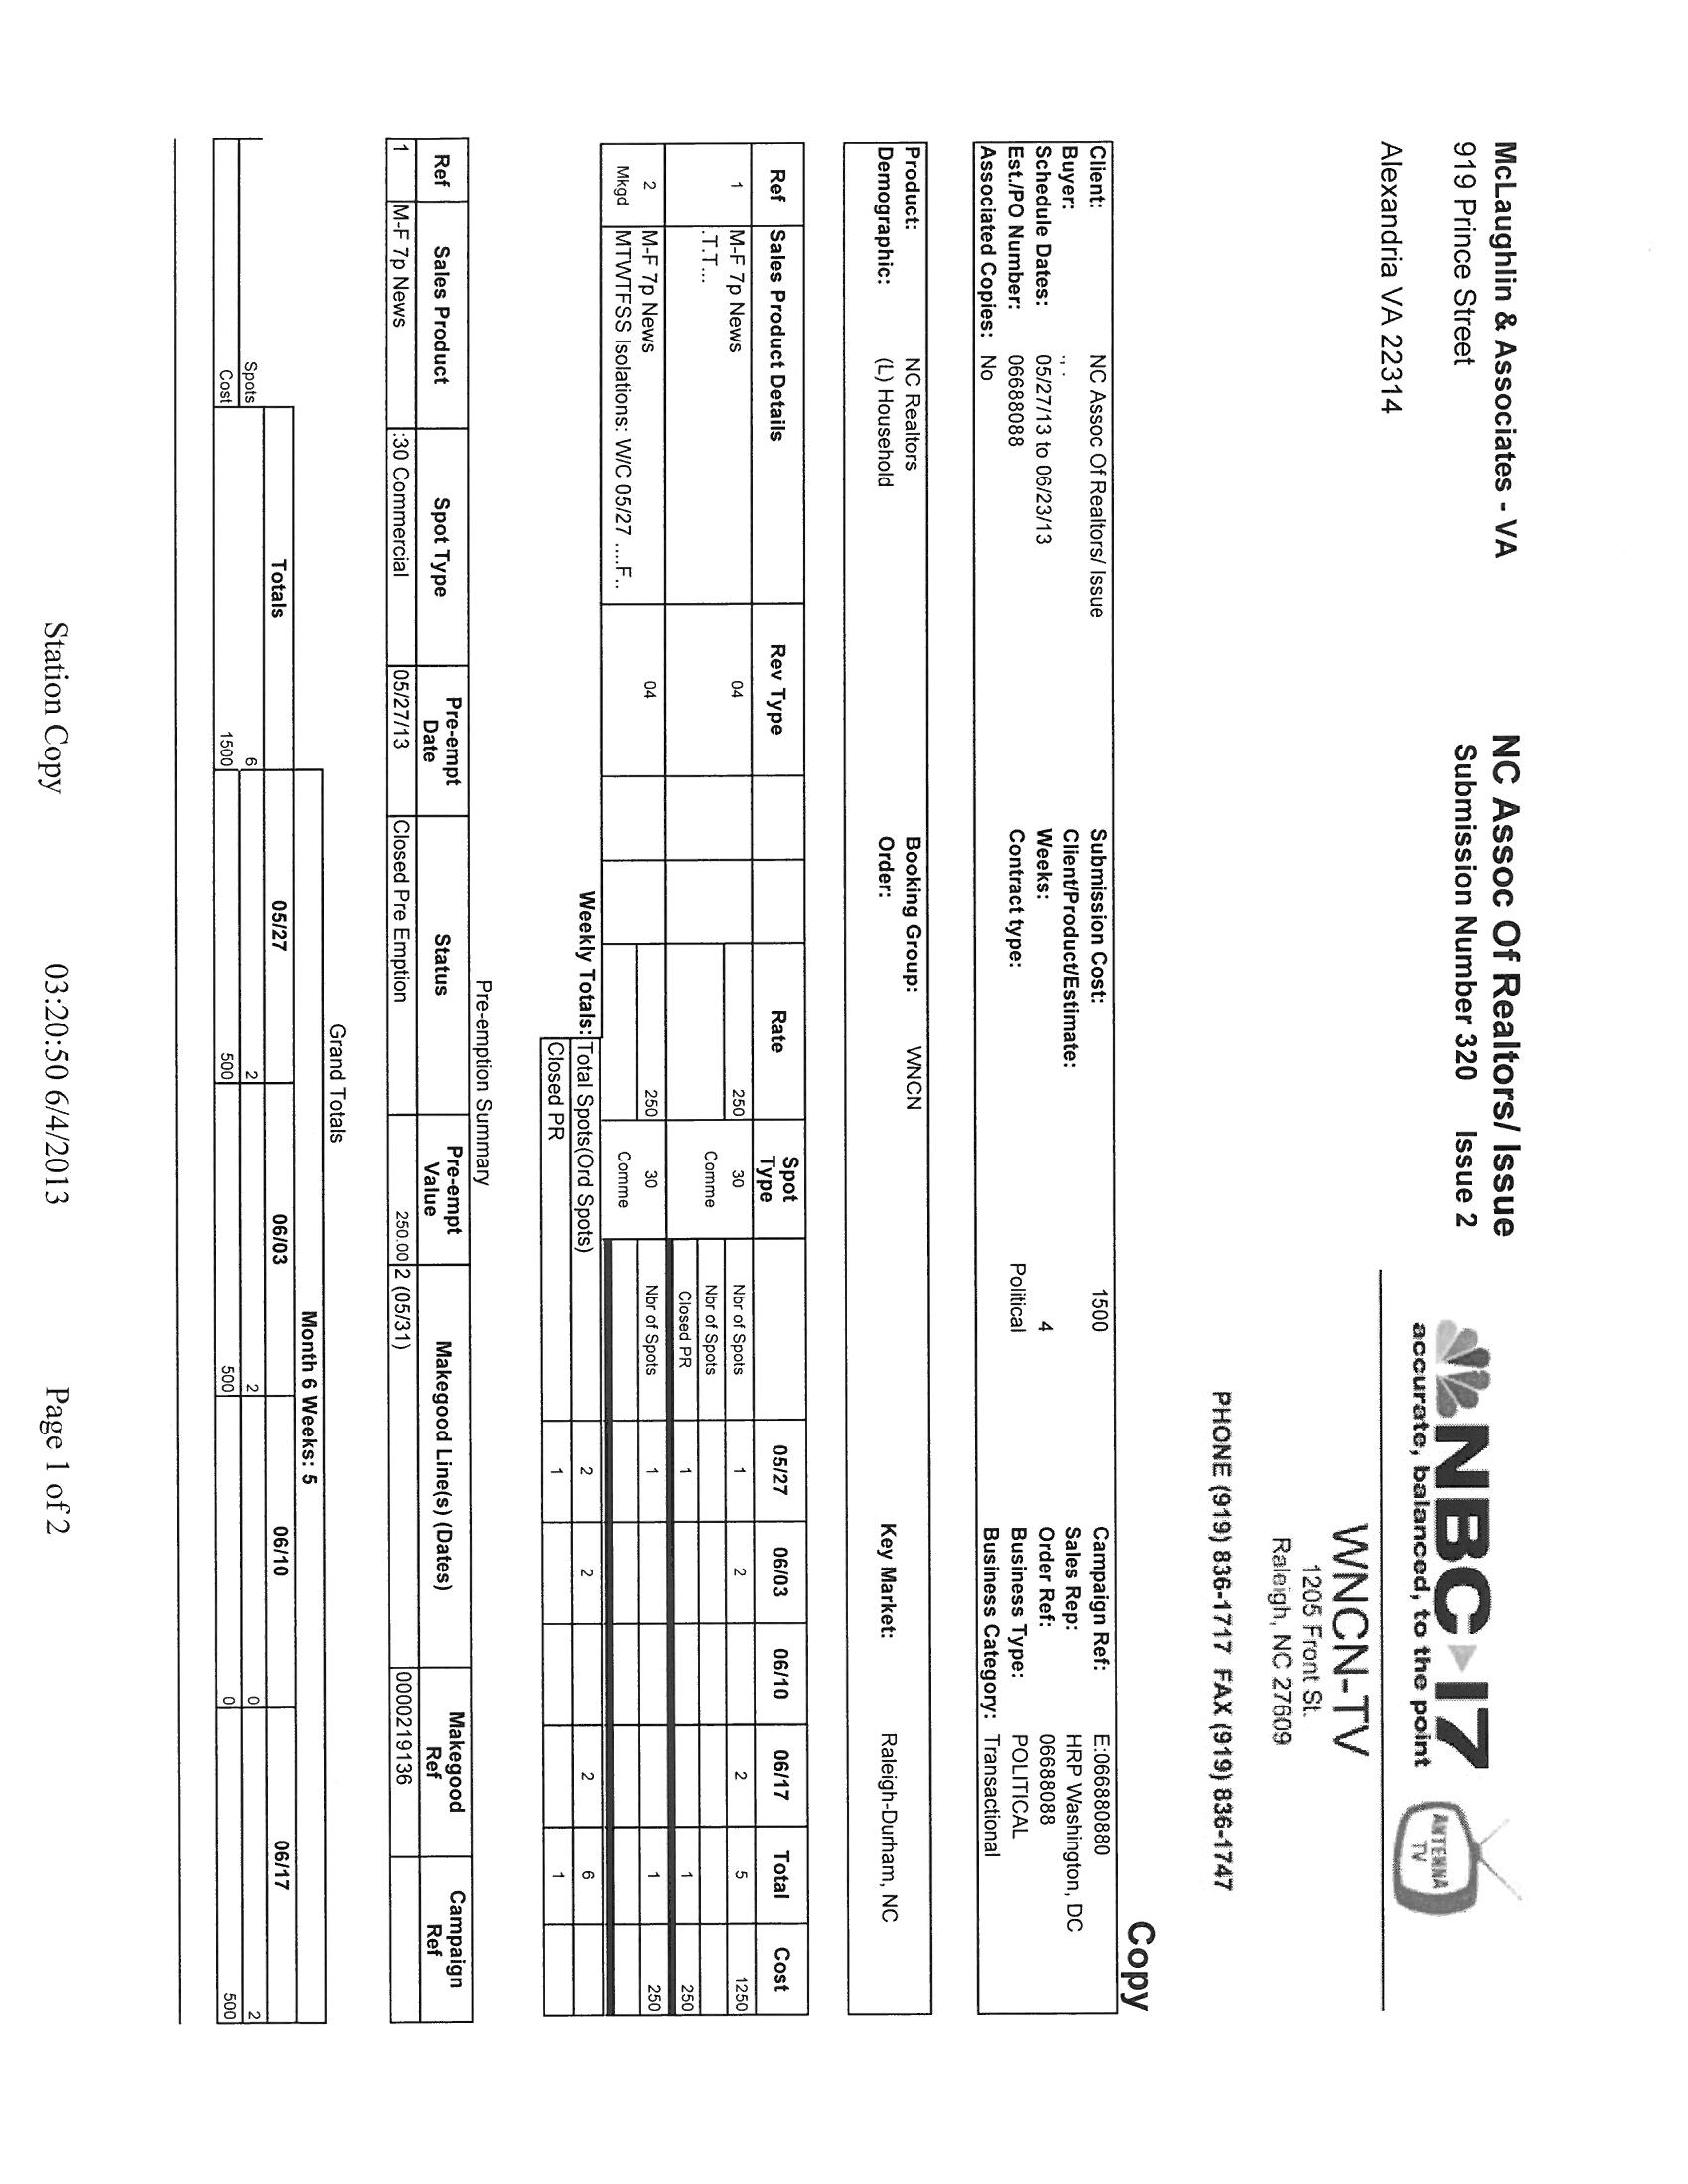 McLaughlin & Associates - VA
919 Prince Street
Alexandria VA 22314
NC Assoc Of Realtors/ Issue
Submission Number 320 Issue 2
NBC 17
accurate, balanced, to the point
ANTENNA TV
WNCN-TV
1205 Front St.
Raleigh, NC 27609
PHONE (919) 836-1717 FAX (919) 836-1747
Copy
Client: NC Assoc Of Realtors/ Issue Submission Cost: 1500 Campaign Ref: E:06688088O
Buyer: ., . Client/Product/Estimate: Sales Rep: HRP Washington, DC
Schedule Dates: 05/27/13 to 06/23/13 Weeks: 4 Order Ref: 06688088
Est./PO Number: 06688088 Contract type: Political Business Type: POLITICAL
Associated Copies: No Business Category: Transactional
Product: NC Realtors Booking Group: WNCN
Demographic: (L) Household Order: Key Market: Raleigh-Durham, NC
Ref Sales Product Details Rev Type Rate Spot Type 05/27 06/03 06/10 06/17 Total Cost
1 M-F 7p News 04 250 30 Nbr of Spots 1 2 2 5 1250
.T.T... Comme Nbr of Spots
Closed PR 1 1 250
2 M-F 7p News 04 250 30 Nbr of Spots 1 1 250
Mkgd MTWTFSS Isolations: W/C 05/27 ....F.. Comme
Weekly Totals: Total Spots(Ord Spots) 2 2 2 6
Closed PR 1 1
Pre-emption Summary
Ref Sales Product Spot Type Pre-empt Date Status Pre-empt Value Makegood Line(s) (Dates) Makegood Ref Campaign Ref
1 M-F 7p News :30 Commercial 05/27/13 Closed Pre Emption 250.00 2 (05/31) 0000219136
Grand Totals
Month 6 Weeks: 5
Totals 05/27 06/03 06/10 06/17
Spots 6 2 2 0 2
Cost 1500 500 500 0 500
Station Copy 03:20:50 6/4/2013 Page 1 of 2